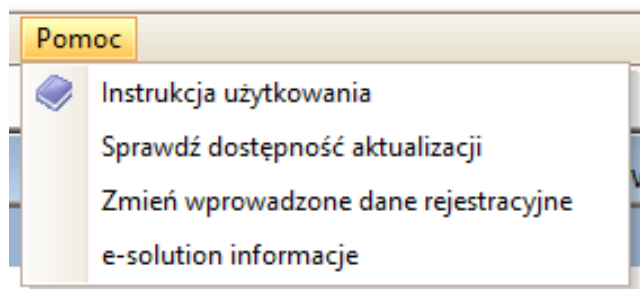 Pomoc
Instrukcja użytkowania
Sprawdź dostępność aktualizacji
Zmień wprowadzone dane rejestracyjne
e-solution informacje